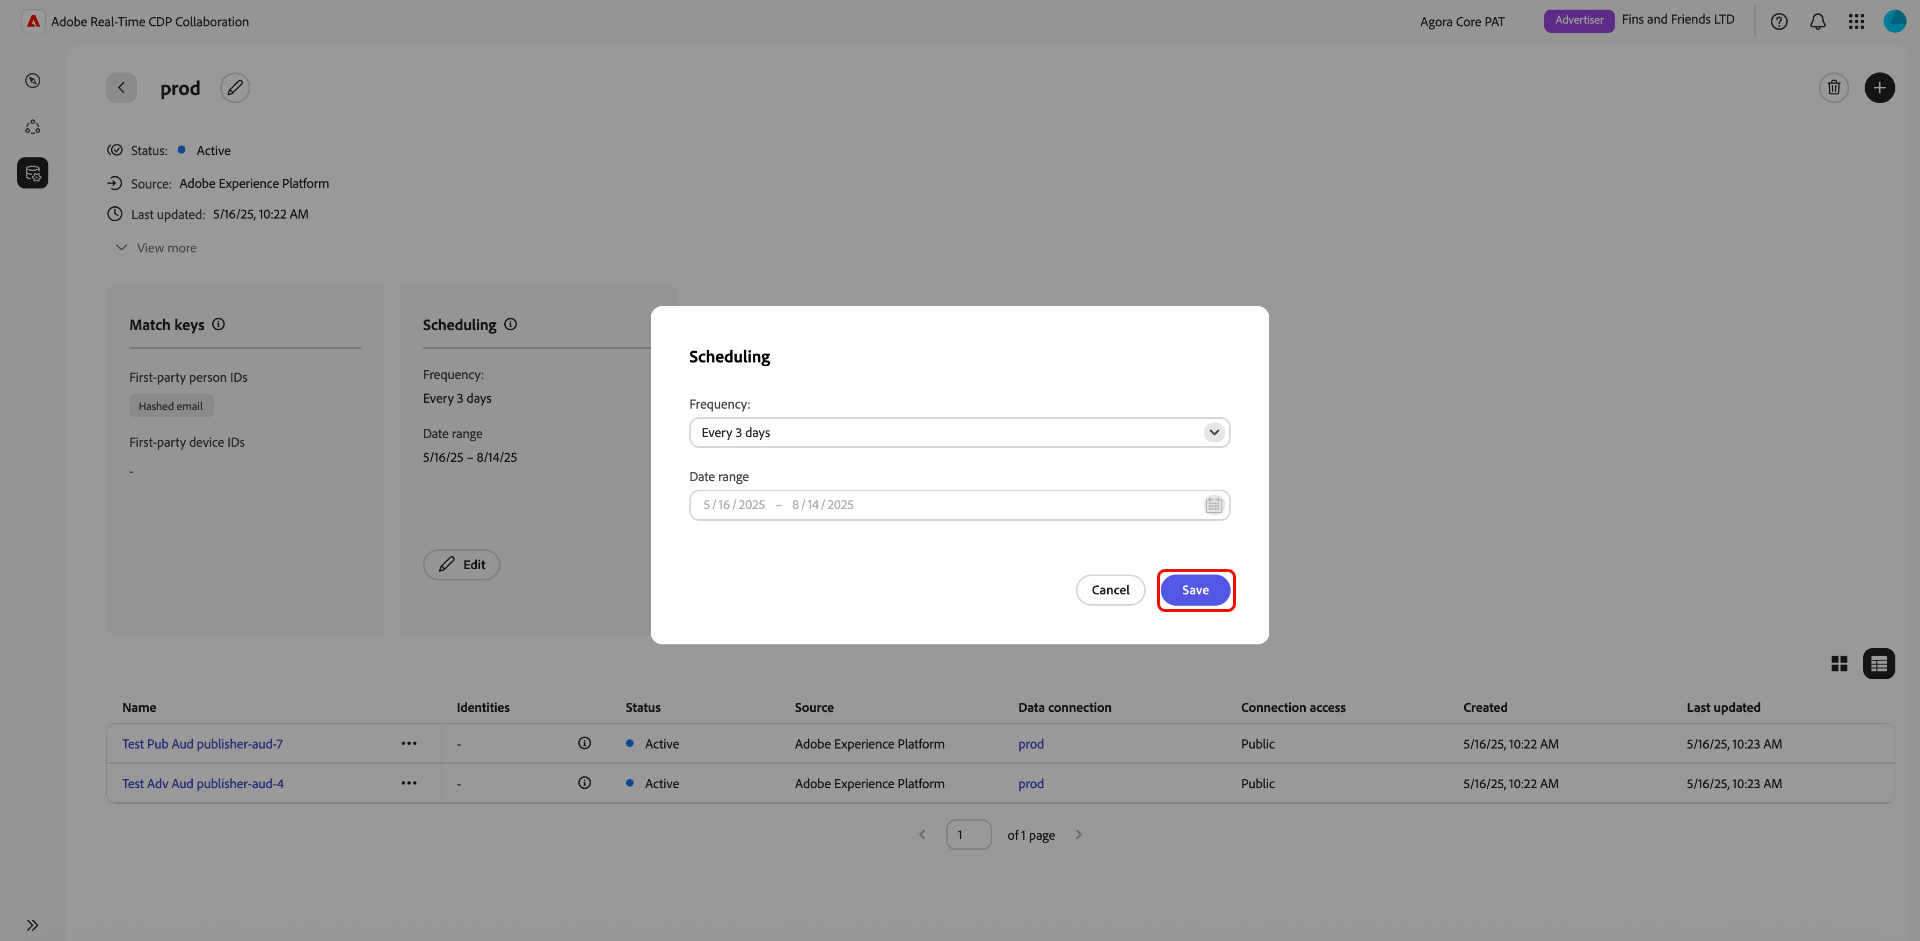 Adobe Real-Time CDP Collaboration
Agora Core PAT
Advertiser
Fins and Friends LTD
prod
Status: Active
Source: Adobe Experience Platform
Last updated: 5/16/25, 10:22 AM
View more
Match keys
First-party person IDs
Hashed email
First-party device IDs
-
Scheduling
Frequency:
Every 3 days
Date range
5/16/25 – 8/14/25
Edit
Scheduling
Frequency:
Every 3 days
Date range
5/16/2025 – 8/14/2025
Cancel
Save
Name Identities Status Source Data connection Connection access Created Last updated
Test Pub Aud publisher-aud-7 - Active Adobe Experience Platform prod Public 5/16/25, 10:22 AM 5/16/25, 10:23 AM
Test Adv Aud publisher-aud-4 - Active Adobe Experience Platform prod Public 5/16/25, 10:22 AM 5/16/25, 10:23 AM
1 of 1 page